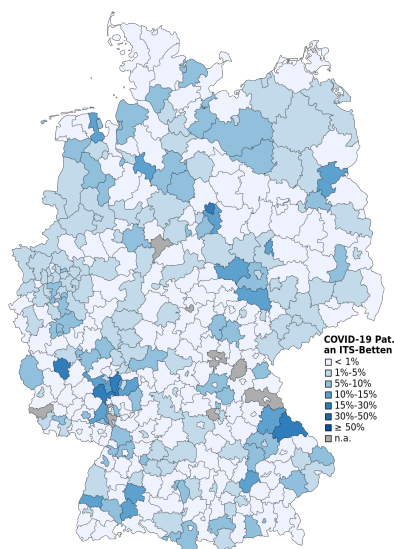 COVID-19 Pat.
an ITS-Betten
< 1%
1%-5%
5%-10%
10%-15%
15%-30%
30%-50%
≥ 50%
n.a.